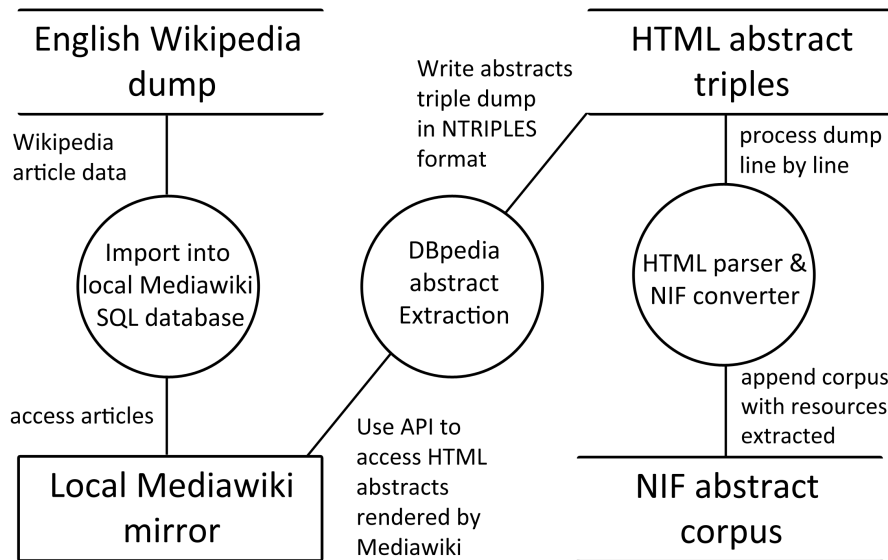 English Wikipedia
dump
Wikipedia
article data
Import into
local Mediawiki
SQL database
access articles
Local Mediawiki
mirror
Use API to
access HTML
abstracts
rendered by
Mediawiki
DBpedia
abstract
Extraction
Write abstracts
triple dump
in NTRIPLES
format
HTML abstract
triples
process dump
line by line
HTML parser &
NIF converter
append corpus
with resources
extracted
NIF abstract
corpus